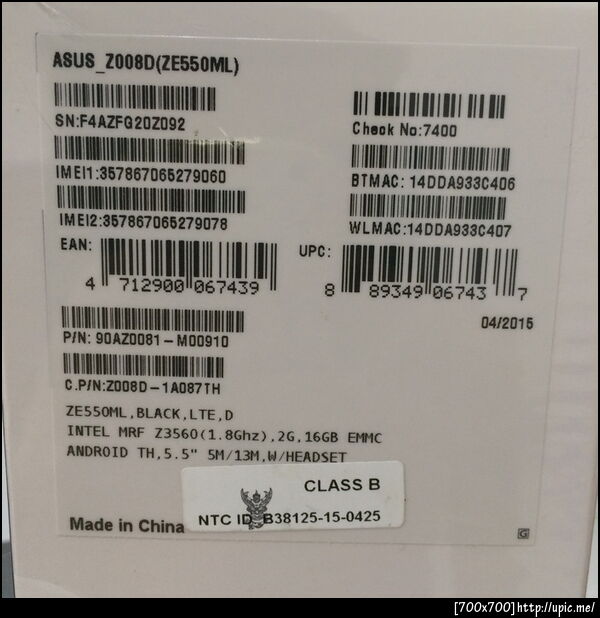 ASUS_Z008D(ZE550ML)
SN:F4AZFG20Z092
Check No:7400
IMEI1:357867065279060
BTMAC: 14DDA933C406
IMEI2:357867065279078
WLMAC:14DDA933C407
EAN:
4 712900 067439
UPC:
8 89349 06743 7
04/2015
P/N: 90AZ0081-M00910
C.P/N:Z008D-1A087TH
ZE550ML,BLACK,LTE,D
INTEL MRF Z3560(1.8Ghz),2G,16GB EMMC
ANDROID TH,5.5" 5M/13M,W/HEADSET
CLASS B
NTC ID B38125-15-0425
Made in China
G
[700x700]http://upic.me/